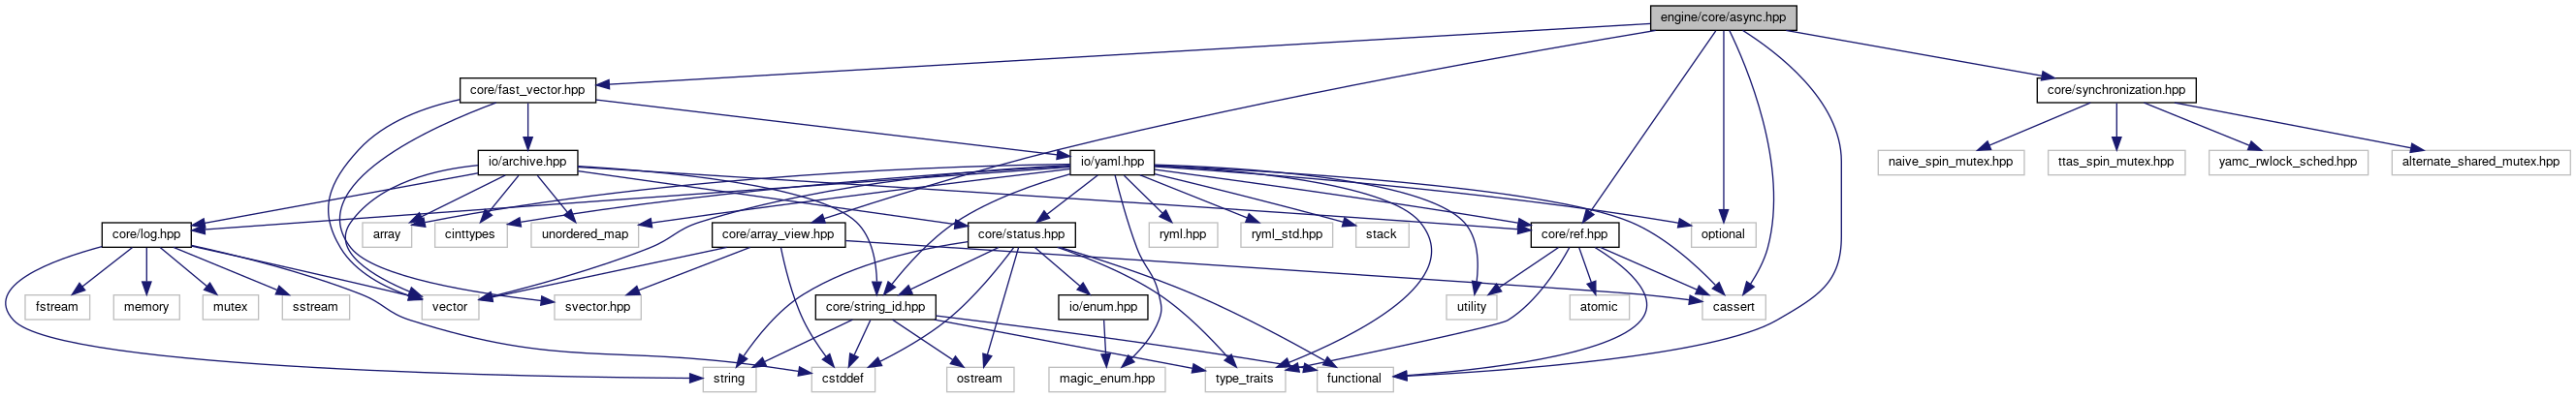 engine/core/async.hpp
core/fast_vector.hpp
core/synchronization.hpp
io/archive.hpp
io/yaml.hpp
naive_spin_mutex.hpp
ttas_spin_mutex.hpp
yamc_rwlock_sched.hpp
alternate_shared_mutex.hpp
core/log.hpp
array
cinttypes
unordered_map
core/array_view.hpp
core/status.hpp
ryml.hpp
ryml_std.hpp
stack
core/ref.hpp
optional
fstream
memory
mutex
sstream
vector
svector.hpp
core/string_id.hpp
io/enum.hpp
utility
atomic
cassert
string
cstddef
ostream
magic_enum.hpp
type_traits
functional